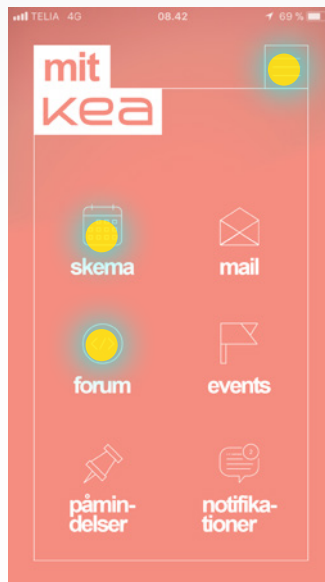 TELIA 4G 08.42 69 %
mit
kea
skema
mail
forum
events
påmin-
delser
notifika-
tioner